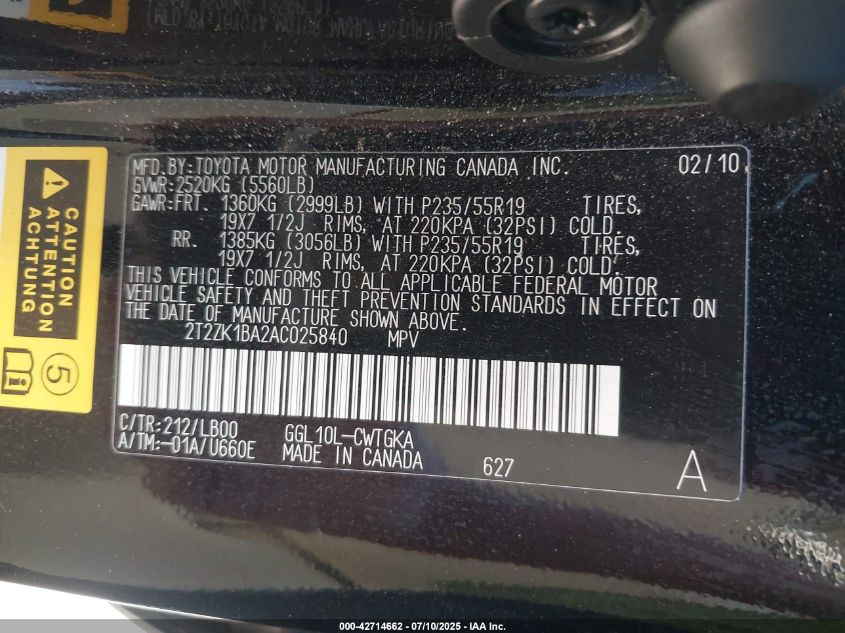 MFD.BY:TOYOTA MOTOR MANUFACTURING CANADA INC. 02/10
GVWR:2520KG (5560LB)
GAWR:FRT. 1360KG (2999LB) WITH P235/55R19 TIRES,
19X7 1/2J RIMS, AT 220KPA (32PSI) COLD.
RR. 1385KG (3056LB) WITH P235/55R19 TIRES,
19X7 1/2J RIMS, AT 220KPA (32PSI) COLD.
THIS VEHICLE CONFORMS TO ALL APPLICABLE FEDERAL MOTOR
VEHICLE SAFETY AND THEFT PREVENTION STANDARDS IN EFFECT ON
THE DATE OF MANUFACTURE SHOWN ABOVE.
2T2ZK1BA2AC025840 MPV
C/TR:212/LB00 GGL10L-CWTGKA
A/TM:-01A/U660E MADE IN CANADA 627 A
ATTENTION
ACHTUNG
5
000-42714662 - 07/10/2025 - IAA Inc.